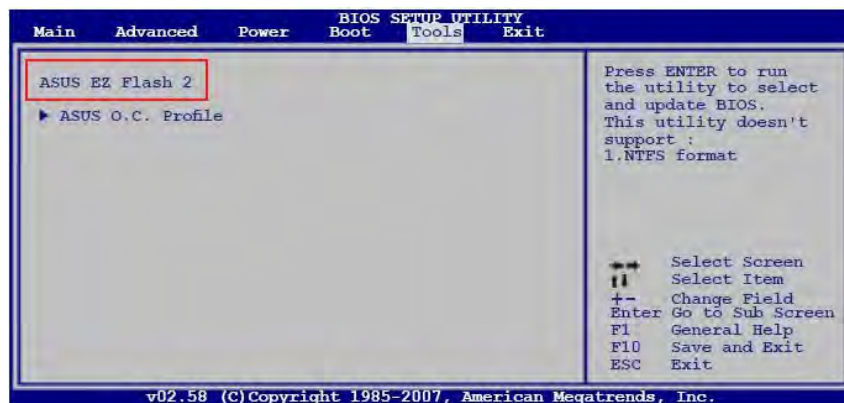 BIOS SETUP UTILITY
Main Advanced Power Boot Tools Exit
ASUS EZ Flash 2
ASUS O.C. Profile
Press ENTER to run
the utility to select
and update BIOS.
This utility doesn't
support :
1.NTFS format
Select Screen
Select Item
+- Change Field
Enter Go to Sub Screen
F1 General Help
F10 Save and Exit
ESC Exit
v02.58 (C)Copyright 1985-2007, American Megatrends, Inc.